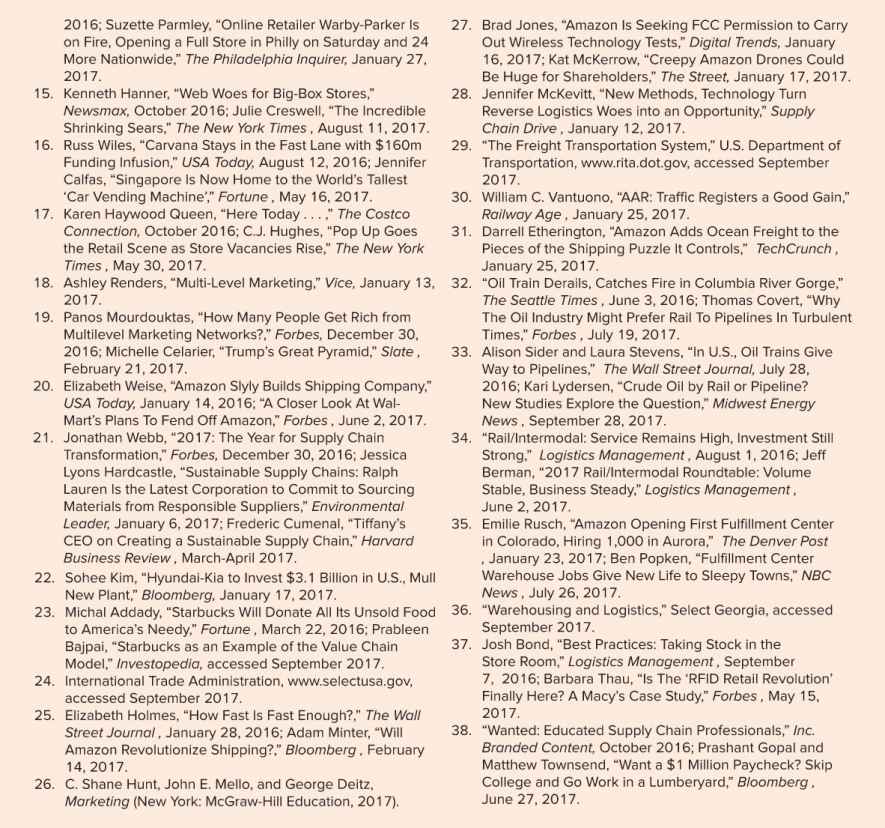 2016; Suzette Parmley, “Online Retailer Warby-Parker Is
on Fire, Opening a Full Store in Philly on Saturday and 24
More Nationwide,” The Philadelphia Inquirer, January 27,
2017.
15. Kenneth Hanner, “Web Woes for Big-Box Stores,”
Newsmax, October 2016; Julie Creswell, “The Incredible
Shrinking Sears,” The New York Times , August 11, 2017.
16. Russ Wiles, “Carvana Stays in the Fast Lane with $160m
Funding Infusion,” USA Today, August 12, 2016; Jennifer
Calfas, “Singapore Is Now Home to the World’s Tallest
‘Car Vending Machine’,” Fortune , May 16, 2017.
17. Karen Haywood Queen, “Here Today . . . ,” The Costco
Connection, October 2016; C.J. Hughes, “Pop Up Goes
the Retail Scene as Store Vacancies Rise,” The New York
Times , May 30, 2017.
18. Ashley Renders, “Multi-Level Marketing,” Vice, January 13,
2017.
19. Panos Mourdouktas, “How Many People Get Rich from
Multilevel Marketing Networks?,” Forbes, December 30,
2016; Michelle Celarier, “Trump’s Great Pyramid,” Slate ,
February 21, 2017.
20. Elizabeth Weise, “Amazon Slyly Builds Shipping Company,”
USA Today, January 14, 2016; “A Closer Look At Wal-
Mart’s Plans To Fend Off Amazon,” Forbes , June 2, 2017.
21. Jonathan Webb, “2017: The Year for Supply Chain
Transformation,” Forbes, December 30, 2016; Jessica
Lyons Hardcastle, “Sustainable Supply Chains: Ralph
Lauren Is the Latest Corporation to Commit to Sourcing
Materials from Responsible Suppliers,” Environmental
Leader, January 6, 2017; Frederic Cumenal, “Tiffany’s
CEO on Creating a Sustainable Supply Chain,” Harvard
Business Review , March-April 2017.
22. Sohee Kim, “Hyundai-Kia to Invest $3.1 Billion in U.S., Mull
New Plant,” Bloomberg, January 17, 2017.
23. Michal Addady, “Starbucks Will Donate All Its Unsold Food
to America’s Needy,” Fortune , March 22, 2016; Prableen
Bajpai, “Starbucks as an Example of the Value Chain
Model,” Investopedia, accessed September 2017.
24. International Trade Administration, www.selectusa.gov,
accessed September 2017.
25. Elizabeth Holmes, “How Fast Is Fast Enough?,” The Wall
Street Journal , January 28, 2016; Adam Minter, “Will
Amazon Revolutionize Shipping?,” Bloomberg , February
14, 2017.
26. C. Shane Hunt, John E. Mello, and George Deitz,
Marketing (New York: McGraw-Hill Education, 2017).
27. Brad Jones, “Amazon Is Seeking FCC Permission to Carry
Out Wireless Technology Tests,” Digital Trends, January
16, 2017; Kat McKerrow, “Creepy Amazon Drones Could
Be Huge for Shareholders,” The Street, January 17, 2017.
28. Jennifer McKevitt, “New Methods, Technology Turn
Reverse Logistics Woes into an Opportunity,” Supply
Chain Drive , January 12, 2017.
29. “The Freight Transportation System,” U.S. Department of
Transportation, www.rita.dot.gov, accessed September
2017.
30. William C. Vantuono, “AAR: Traffic Registers a Good Gain,”
Railway Age , January 25, 2017.
31. Darrell Etherington, “Amazon Adds Ocean Freight to the
Pieces of the Shipping Puzzle It Controls,” TechCrunch ,
January 25, 2017.
32. “Oil Train Derails, Catches Fire in Columbia River Gorge,”
The Seattle Times , June 3, 2016; Thomas Covert, “Why
The Oil Industry Might Prefer Rail To Pipelines In Turbulent
Times,” Forbes , July 19, 2017.
33. Alison Sider and Laura Stevens, “In U.S., Oil Trains Give
Way to Pipelines,” The Wall Street Journal, July 28,
2016; Kari Lydersen, “Crude Oil by Rail or Pipeline?
New Studies Explore the Question,” Midwest Energy
News , September 28, 2017.
34. “Rail/Intermodal: Service Remains High, Investment Still
Strong,” Logistics Management , August 1, 2016; Jeff
Berman, “2017 Rail/Intermodal Roundtable: Volume
Stable, Business Steady,” Logistics Management ,
June 2, 2017.
35. Emilie Rusch, “Amazon Opening First Fulfillment Center
in Colorado, Hiring 1,000 in Aurora,” The Denver Post
, January 23, 2017; Ben Popken, “Fulfillment Center
Warehouse Jobs Give New Life to Sleepy Towns,” NBC
News , July 26, 2017.
36. “Warehousing and Logistics,” Select Georgia, accessed
September 2017.
37. Josh Bond, “Best Practices: Taking Stock in the
Store Room,” Logistics Management , September
7, 2016; Barbara Thau, “Is The ‘RFID Retail Revolution’
Finally Here? A Macy’s Case Study,” Forbes , May 15,
2017.
38. “Wanted: Educated Supply Chain Professionals,” Inc.
Branded Content, October 2016; Prashant Gopal and
Matthew Townsend, “Want a $1 Million Paycheck? Skip
College and Go Work in a Lumberyard,” Bloomberg ,
June 27, 2017.